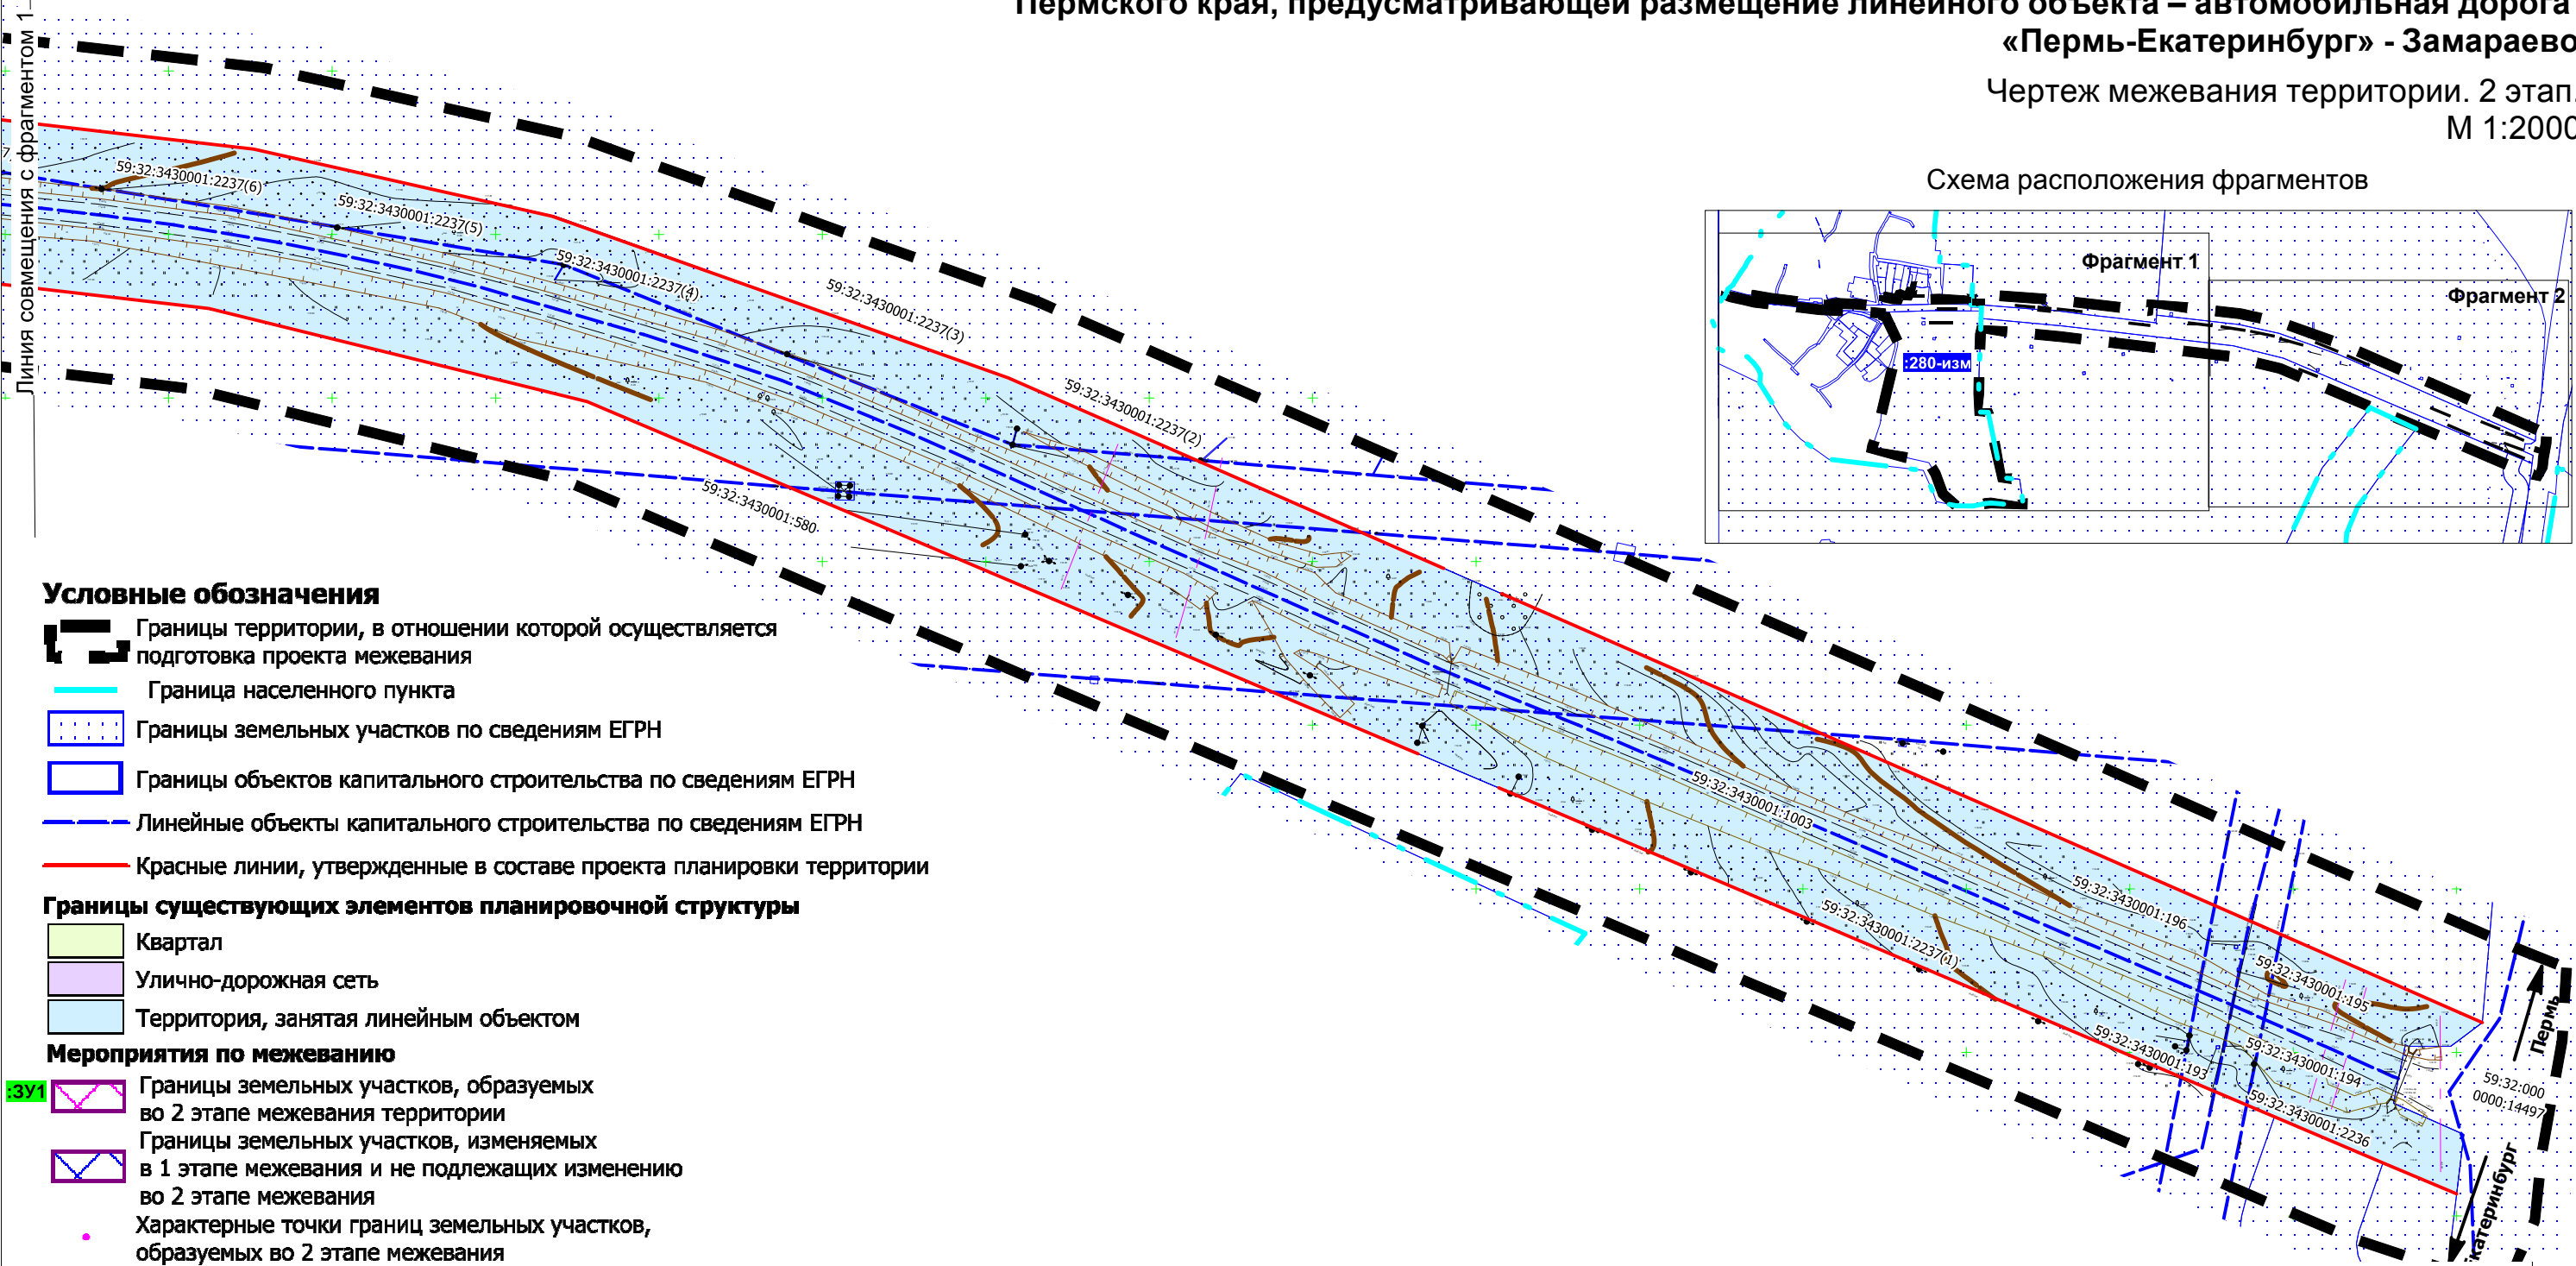 Пермского края, предусматривающей размещение линейного объекта – автомобильная дорога
«Пермь-Екатеринбург» - Замараево
Чертеж межевания территории. 2 этап.
М 1:2000
Схема расположения фрагментов
Фрагмент 1
Фрагмент 2
:280-изм
Линия совмещения с фрагментом 1
59:32:3430001:2237(6)
59:32:3430001:2237(5)
59:32:3430001:2237(4)
59:32:3430001:2237(3)
59:32:3430001:2237(2)
59:32:3430001:580
59:32:3430001:1003
59:32:3430001:196
59:32:3430001:2237(1)
59:32:3430001:195
59:32:3430001:193
59:32:3430001:194
59:32:3430001:2236
59:32:000
0000:14497
Пермь
Екатеринбург
Условные обозначения
Границы территории, в отношении которой осуществляется
подготовка проекта межевания
Граница населенного пункта
Границы земельных участков по сведениям ЕГРН
Границы объектов капитального строительства по сведениям ЕГРН
Линейные объекты капитального строительства по сведениям ЕГРН
Красные линии, утвержденные в составе проекта планировки территории
Границы существующих элементов планировочной структуры
Квартал
Улично-дорожная сеть
Территория, занятая линейным объектом
Мероприятия по межеванию
:ЗУ1
Границы земельных участков, образуемых
во 2 этапе межевания территории
Границы земельных участков, изменяемых
в 1 этапе межевания и не подлежащих изменению
во 2 этапе межевания
Характерные точки границ земельных участков,
образуемых во 2 этапе межевания